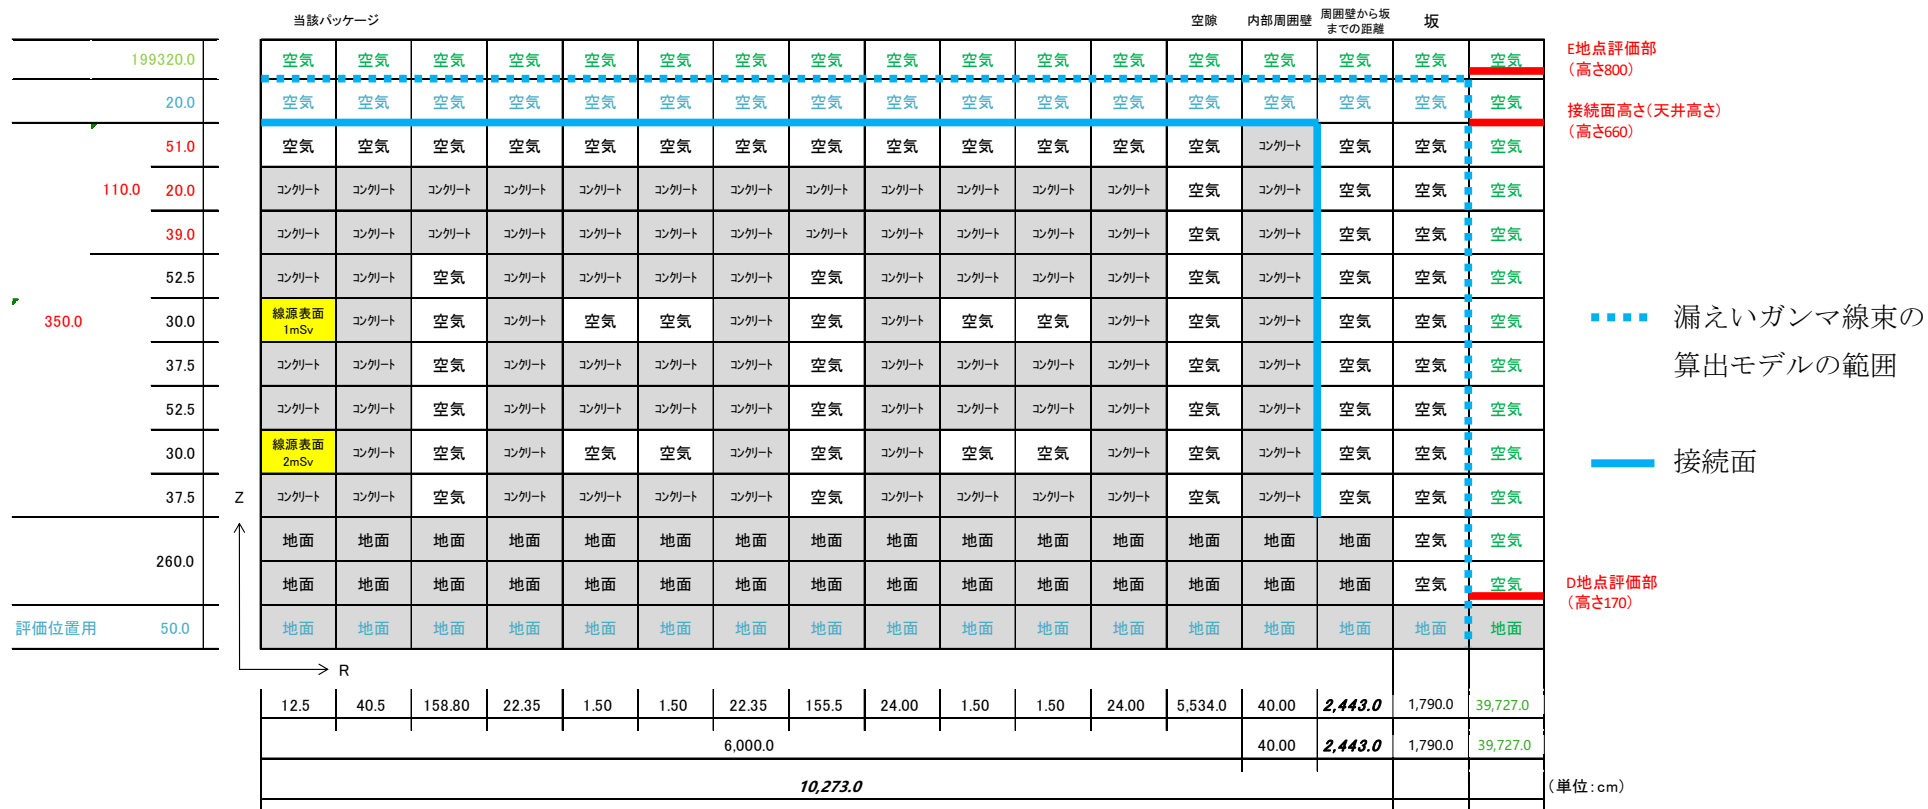 当該パッケージ 空隙 内部周囲壁 周囲壁から坂 坂
までの距離
199320.0 空気 空気 空気 空気 空気 空気 空気 空気 空気 空気 空気 空気 空気 空気 空気 空気 空気 E地点評価部
(高さ800)
20.0 空気 空気 空気 空気 空気 空気 空気 空気 空気 空気 空気 空気 空気 空気 空気 空気 空気 接続面高さ(天井高さ)
(高さ660)
51.0 空気 空気 空気 空気 空気 空気 空気 空気 空気 空気 空気 空気 空気 コンクリート 空気 空気 空気
110.0 20.0 コンクリート コンクリート コンクリート コンクリート コンクリート コンクリート コンクリート コンクリート コンクリート コンクリート コンクリート コンクリート 空気 コンクリート 空気 空気 空気
39.0 コンクリート コンクリート コンクリート コンクリート コンクリート コンクリート コンクリート コンクリート コンクリート コンクリート コンクリート コンクリート 空気 コンクリート 空気 空気 空気
52.5 コンクリート コンクリート 空気 コンクリート コンクリート コンクリート コンクリート 空気 コンクリート コンクリート コンクリート コンクリート 空気 コンクリート 空気 空気 空気
350.0 30.0 線源表面 コンクリート 空気 コンクリート 空気 空気 コンクリート 空気 コンクリート 空気 空気 コンクリート 空気 コンクリート 空気 空気 空気
1mSv
漏えいガンマ線束の
算出モデルの範囲
37.5 コンクリート コンクリート 空気 コンクリート コンクリート コンクリート コンクリート 空気 コンクリート コンクリート コンクリート コンクリート 空気 コンクリート 空気 空気 空気
52.5 コンクリート コンクリート 空気 コンクリート コンクリート コンクリート コンクリート 空気 コンクリート コンクリート コンクリート コンクリート 空気 コンクリート 空気 空気 空気
30.0 線源表面 コンクリート 空気 コンクリート 空気 空気 コンクリート 空気 コンクリート 空気 空気 コンクリート 空気 コンクリート 空気 空気 空気
2mSv
接続面
37.5 Z コンクリート コンクリート 空気 コンクリート コンクリート コンクリート コンクリート 空気 コンクリート コンクリート コンクリート コンクリート 空気 コンクリート 空気 空気 空気
地面 地面 地面 地面 地面 地面 地面 地面 地面 地面 地面 地面 地面 地面 地面 空気 空気
260.0
地面 地面 地面 地面 地面 地面 地面 地面 地面 地面 地面 地面 地面 地面 地面 空気 空気 D地点評価部
(高さ170)
評価位置用 50.0 地面 地面 地面 地面 地面 地面 地面 地面 地面 地面 地面 地面 地面 地面 地面 地面 地面
R
12.5 40.5 158.80 22.35 1.50 1.50 22.35 155.5 24.00 1.50 1.50 24.00 5,534.0 40.00 2,443.0 1,790.0 39,727.0
6,000.0 40.00 2,443.0 1,790.0 39,727.0
10,273.0 (単位:cm)